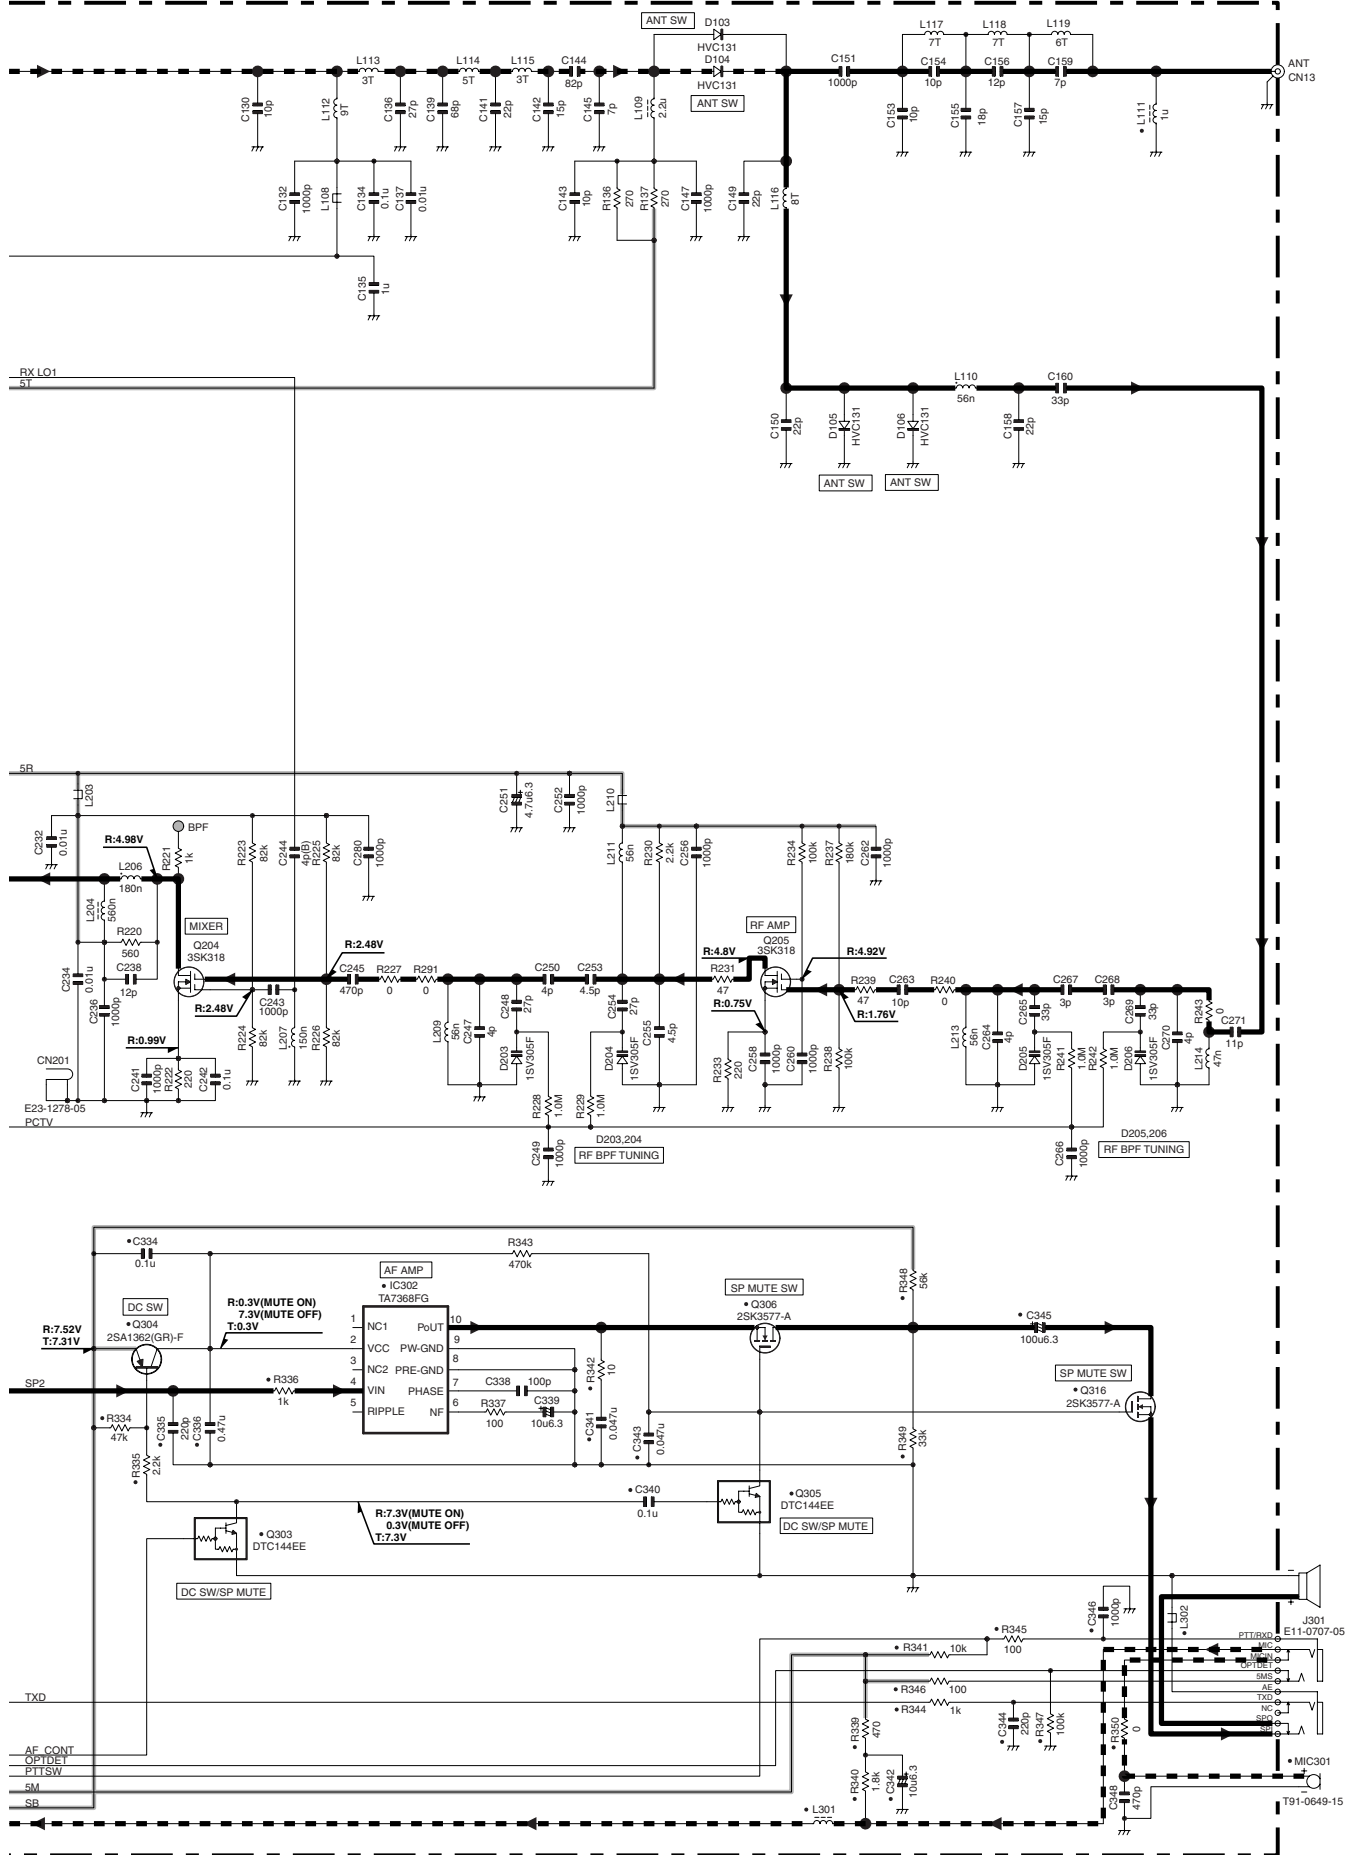 ANT SW
D103
HVC131
D104
HVC131
ANT SW
L113
3T
L114
5T
L115
3T
C144
82p
C151
1000p
L117
7T
L118
7T
L119
6T
C154
10p
C156
12p
C159
7p
ANT
CN13
C130
10p
L112
9T
C136
27p
C139
68p
C141
22p
C142
15p
C145
7p
L109
2.2u
C153
10p
C155
18p
C157
15p
• L111
1u
C132
1000p
L108
C134
0.1u
C137
0.01u
C143
10p
R136
270
R137
270
C147
1000p
C149
22p
L116
8T
C135
1u
RX LO1
5T
L110
56n
C160
33p
C150
22p
D105
HVC131
D106
HVC131
C158
22p
ANT SW
ANT SW
5R
L203
C251
4.7u6.3
C252
1000p
L210
C232
0.01u
BPF
R:4.98V
R221
1k
R223
82k
C244
4p(B)
R225
82k
C280
1000p
L211
56n
R230
2.2k
C256
1000p
R234
100k
R237
180k
C262
1000p
L206
180n
L204
560n
R220
560
C238
12p
C234
0.01u
C236
1000p
MIXER
Q204
3SK318
R:2.48V
R:2.48V
C243
1000p
C245
470p
R227
0
R291
0
C250
4p
C253
4.5p
R231
47
R:4.8V
RF AMP
Q205
3SK318
R:4.92V
R239
47
C263
10p
R240
0
C267
3p
C268
3p
R:0.75V
R:1.76V
R243
0
C271
11p
R:0.99V
R224
82k
L207
150n
R226
82k
L209
56n
C247
4p
C248
27p
D203
1SV305F
C254
27p
D204
1SV305F
C255
4.5p
R233
220
C258
1000p
C260
1000p
R238
100k
L213
56n
C264
4p
C265
33p
D205
1SV305F
R241
1.0M
R242
1.0M
C269
33p
D206
1SV305F
C270
4p
L214
47n
CN201
E23-1278-05
C241
1000p
R222
220
C242
0.1u
PCTV
R228
1.0M
R229
1.0M
C249
1000p
D203,204
RF BPF TUNING
C266
1000p
D205,206
RF BPF TUNING
• C334
0.1u
R343
470k
AF AMP
• IC302
TA7368FG
SP MUTE SW
• Q306
2SK3577-A
• R348
56k
• C345
100u6.3
DC SW
• Q304
2SA1362(GR)-F
R:7.52V
T:7.31V
R:0.3V(MUTE ON)
7.3V(MUTE OFF)
T:0.3V
1
NC1
PoUT
10
2
VCC
PW-GND
9
3
NC2
PRE-GND
8
4
VIN
PHASE
7
5
RIPPLE
NF
6
SP2
• R336
1k
C338
100p
R337
100
C339
10u6.3
• R342
10
• C341
0.047u
• C343
0.047u
• R349
33k
SP MUTE SW
• Q316
2SK3577-A
• R334
47k
• C335
220p
• C336
0.47u
• R335
2.2k
• C340
0.1u
• Q305
DTC144EE
DC SW/SP MUTE
R:7.3V(MUTE ON)
0.3V(MUTE OFF)
T:7.3V
• Q303
DTC144EE
DC SW/SP MUTE
• C346
1000p
• L302
J301
E11-0707-05
• R341
10k
• R345
100
PTT/RXD
MIC
MICIN
OPTDET
5MS
AE
TXD
NC
SPO
SPI
• R346
100
• R344
1k
TXD
• R339
470
• C344
220p
• R347
100k
• R350
0
AF CONT
OPTDET
PTTSW
5M
SB
• R340
1.8k
• C342
10u6.3
C348
470p
• MIC301
T91-0649-15
• L301